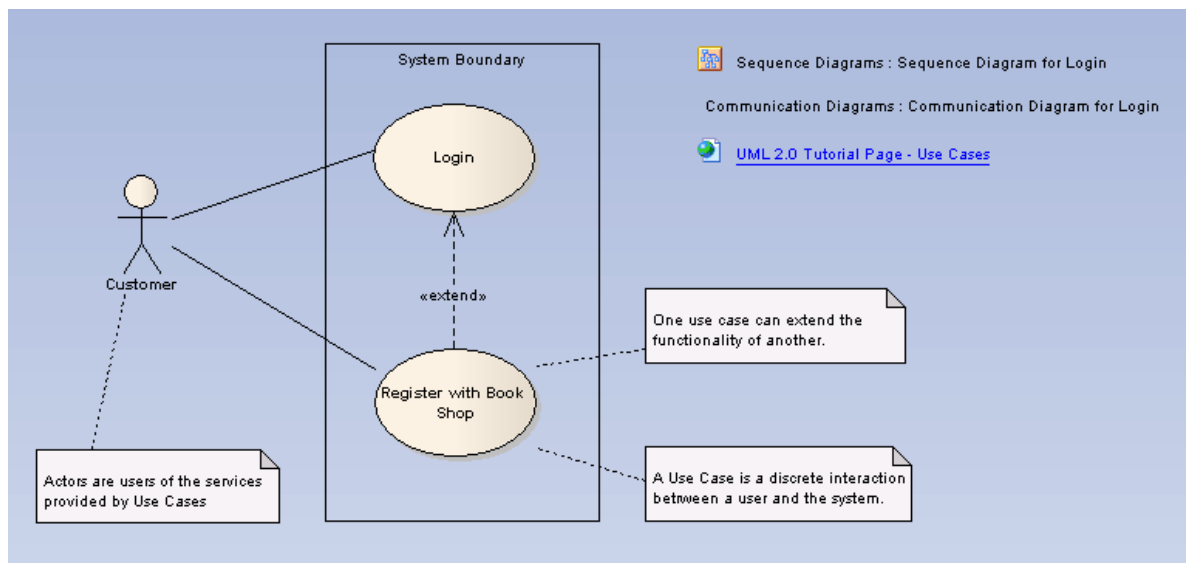 System Boundary
Login
«extend»
Register with Book
Shop
Customer
Sequence Diagrams : Sequence Diagram for Login
Communication Diagrams : Communication Diagram for Login
UML 2.0 Tutorial Page - Use Cases
One use case can extend the
functionality of another.
A Use Case is a discrete interaction
between a user and the system.
Actors are users of the services
provided by Use Cases